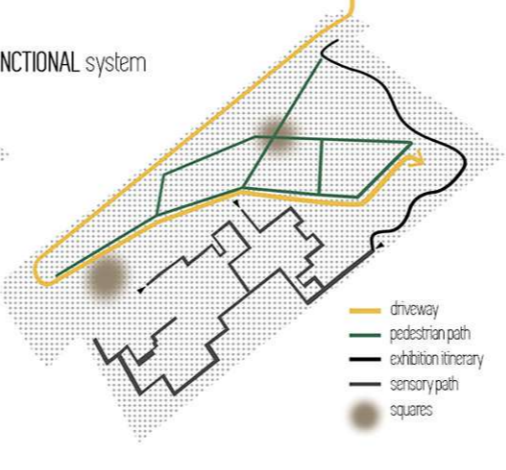 NCTIONAL system
driveway
pedestrian path
exhibition itinerary
sensory path
squares